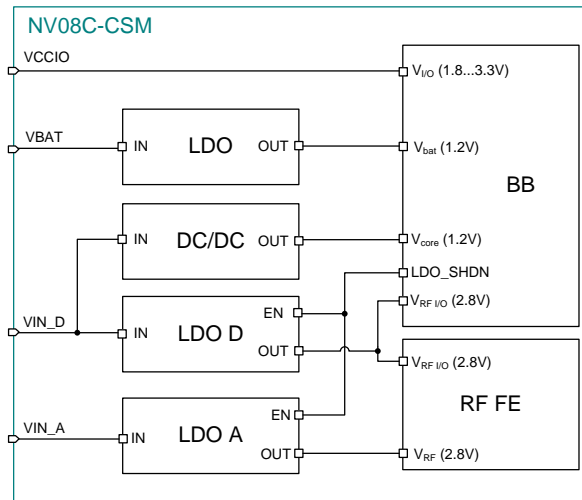 NV08C-CSM
VCCIO
V_I/O (1.8...3.3V)
VBAT
IN
LDO
OUT
V_bat (1.2V)
BB
IN
DC/DC
OUT
V_core (1.2V)
LDO_SHDN
VIN_D
IN
LDO D
EN
OUT
V_RF I/O (2.8V)
V_RF I/O (2.8V)
RF FE
VIN_A
IN
LDO A
EN
OUT
V_RF (2.8V)